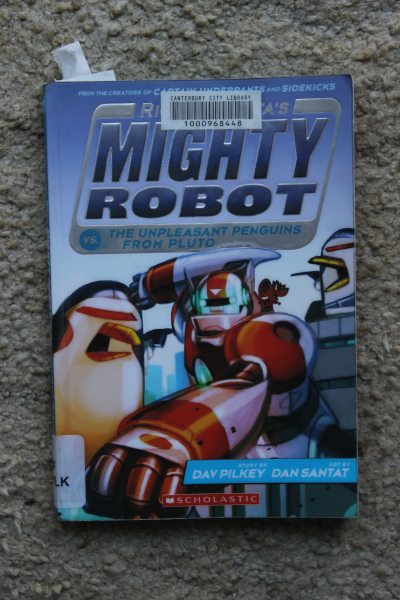 FROM THE CREATORS OF CAPTAIN UNDERPANTS AND SIDEKICKS
CANTERBURY CITY LIBRARY
1000968448
MIGHTY
ROBOT
VS. THE UNPLEASANT PENGUINS
FROM PLUTO
STORY BY
DAV PILKEY
ART BY
DAN SANTAT
SCHOLASTIC
LK